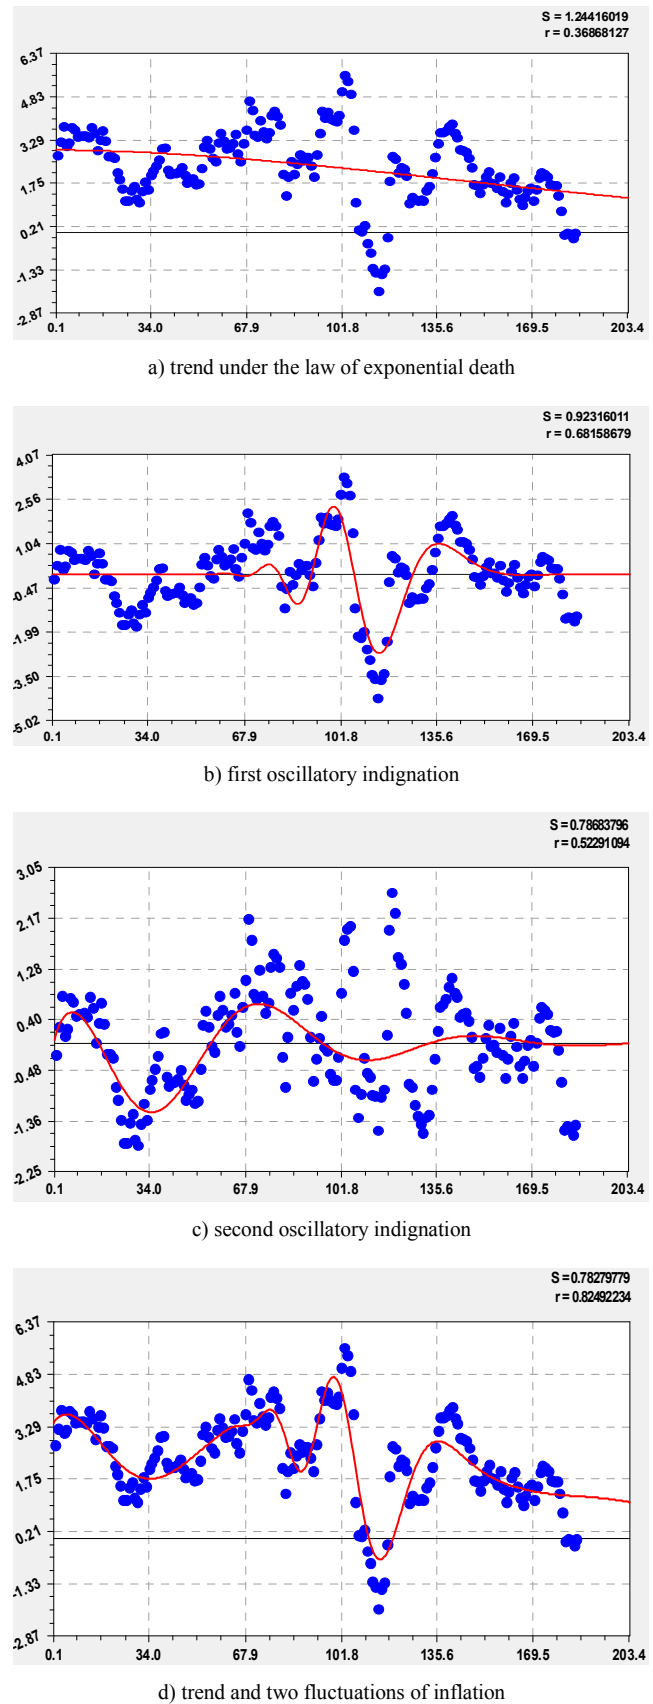 S = 1.24416019
r = 0.36868127
6.37
4.83
3.29
1.75
0.21
-1.33
-2.87
0.1 34.0 67.9 101.8 135.6 169.5 203.4
a) trend under the law of exponential death
S = 0.92316011
r = 0.68158679
4.07
2.56
1.04
-0.47
-1.99
-3.50
-5.02
0.1 34.0 67.9 101.8 135.6 169.5 203.4
b) first oscillatory indignation
S = 0.78683796
r = 0.52291094
3.05
2.17
1.28
0.40
-0.48
-1.36
-2.25
0.1 34.0 67.9 101.8 135.6 169.5 203.4
c) second oscillatory indignation
S = 0.78279779
r = 0.82492234
6.37
4.83
3.29
1.75
0.21
-1.33
-2.87
0.1 34.0 67.9 101.8 135.6 169.5 203.4
d) trend and two fluctuations of inflation